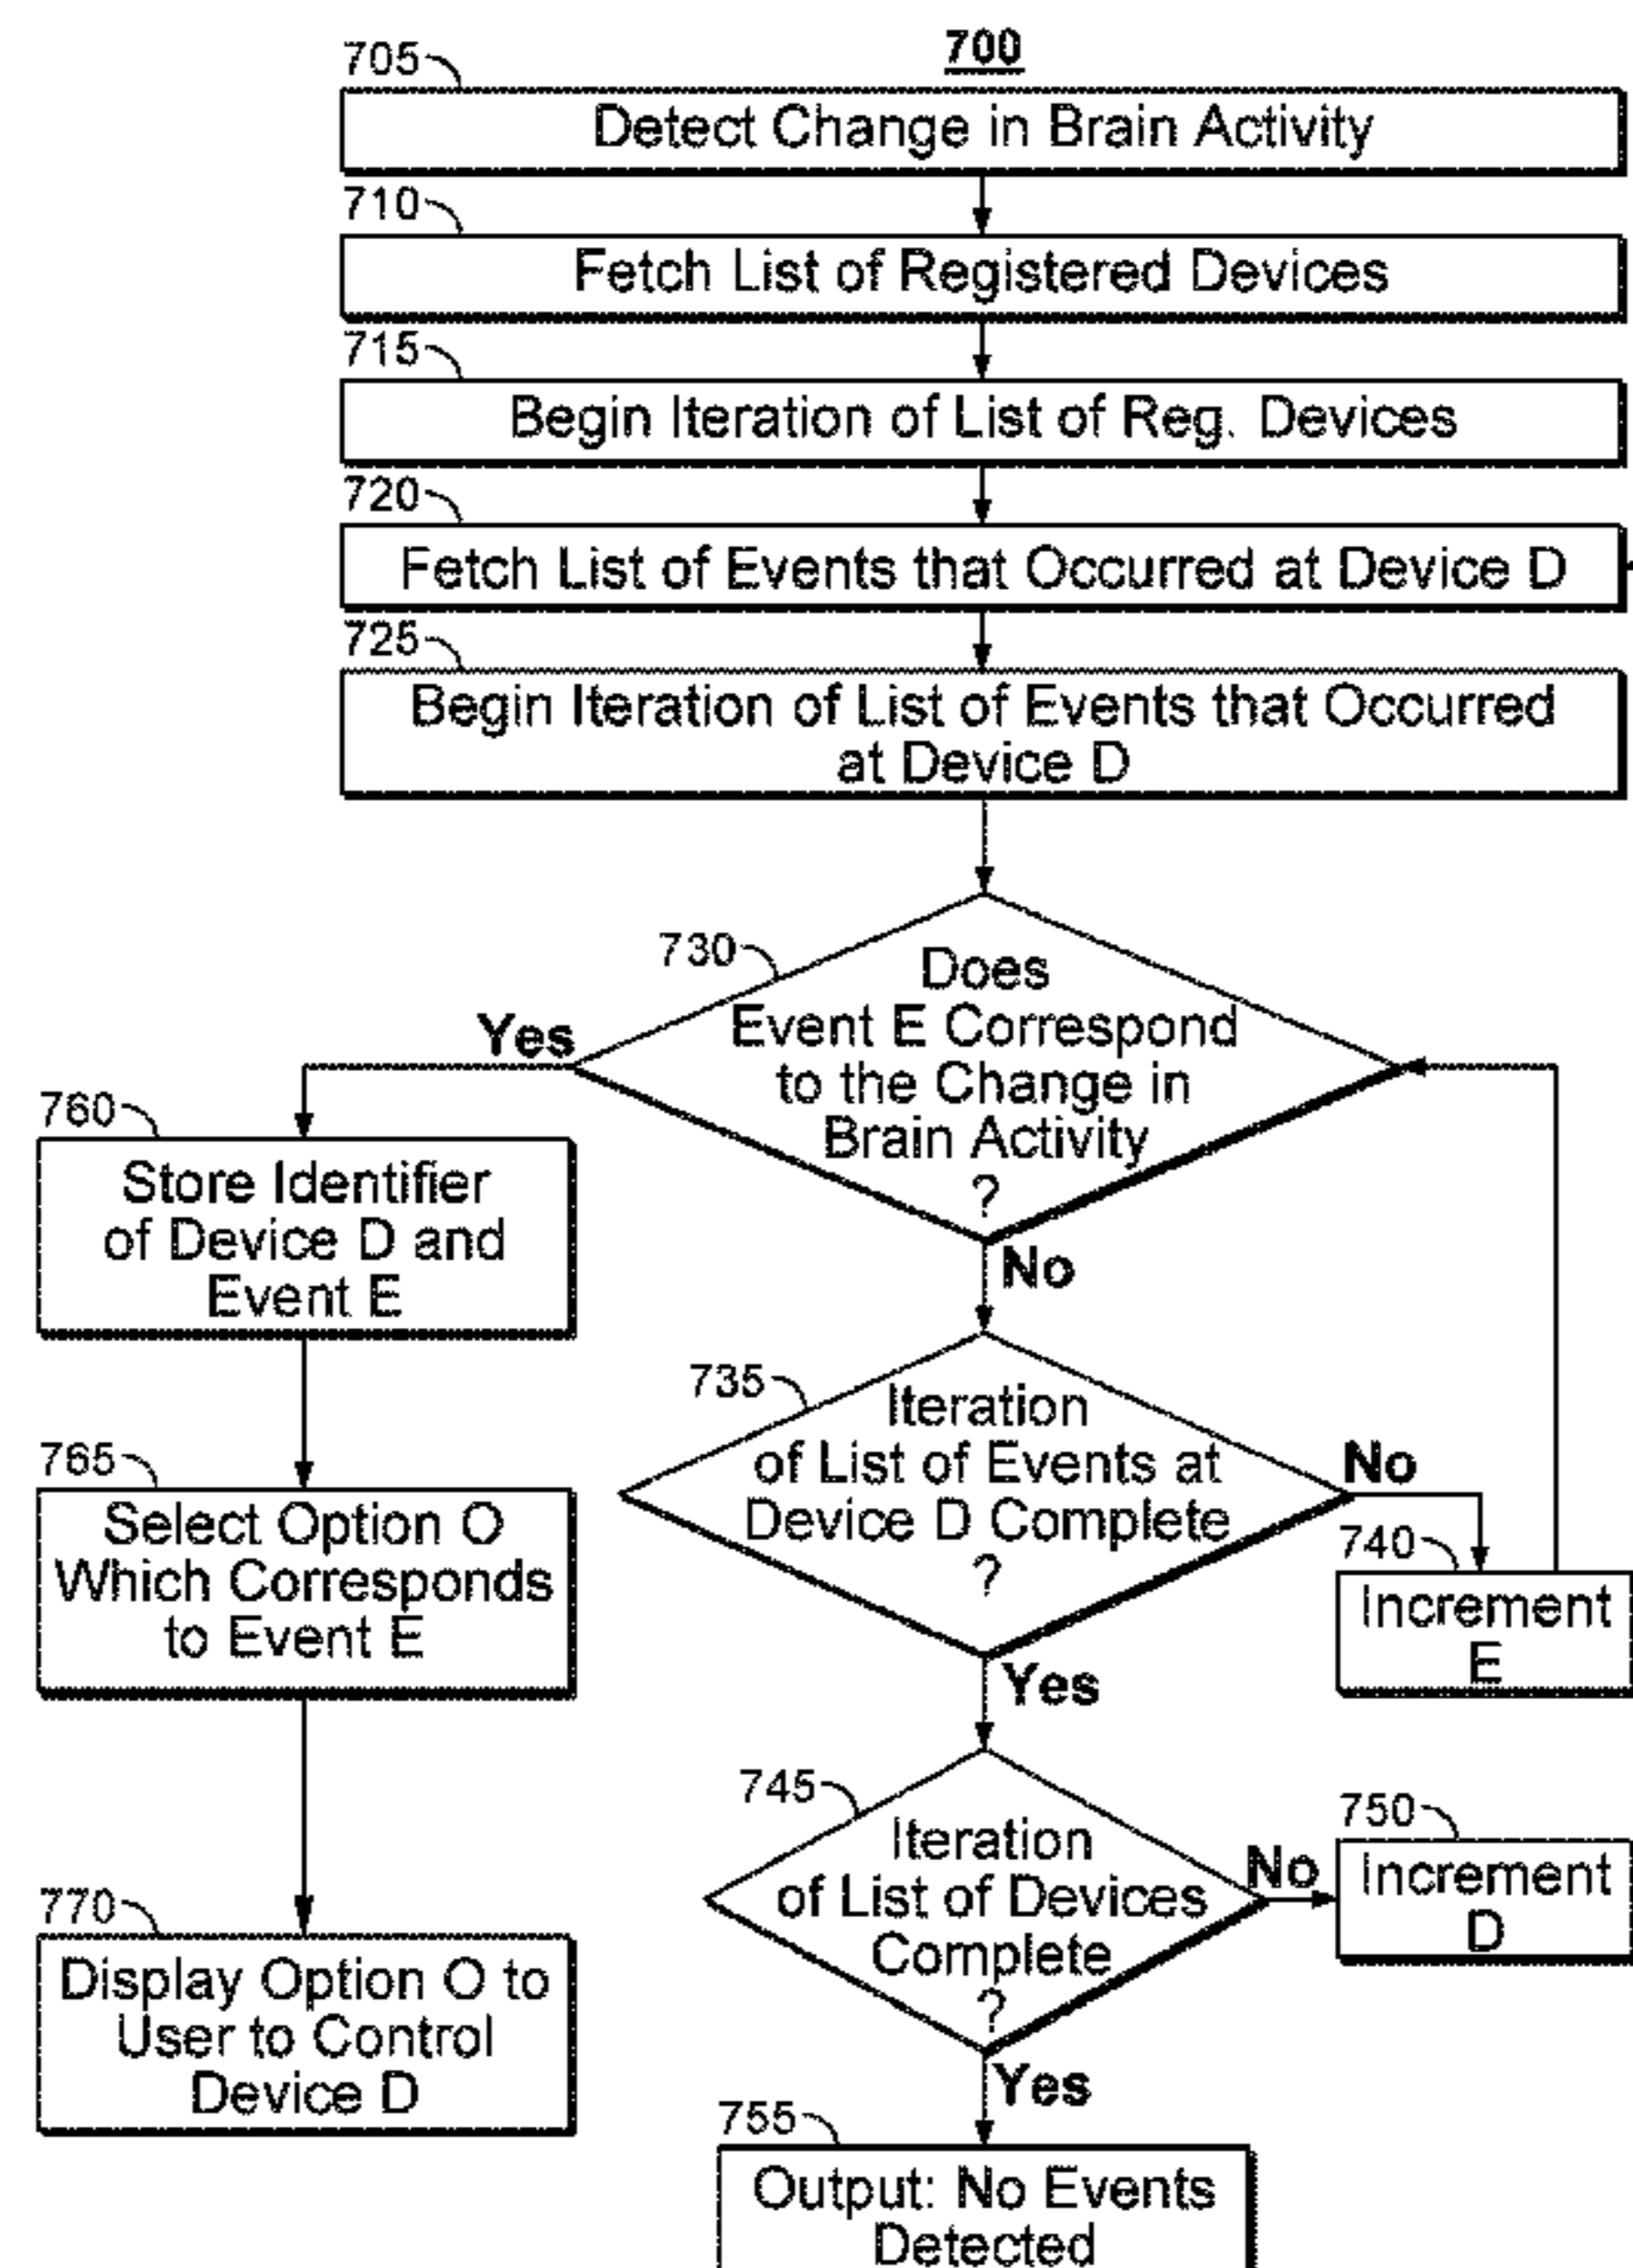 700
705
Detect Change in Brain Activity
710
Fetch List of Registered Devices
715
Begin Iteration of List of Reg. Devices
720
Fetch List of Events that Occurred at Device D
725
Begin Iteration of List of Events that Occurred
at Device D
730
Does
Event E Correspond
to the Change in
Brain Activity
?
Yes
No
760
Store Identifier
of Device D and
Event E
735
Iteration
of List of Events at
Device D Complete
?
No
Yes
740
Increment
E
765
Select Option O
Which Corresponds
to Event E
745
Iteration
of List of Devices
Complete
?
No
Yes
750
Increment
D
770
Display Option O to
User to Control
Device D
755
Output: No Events
Detected